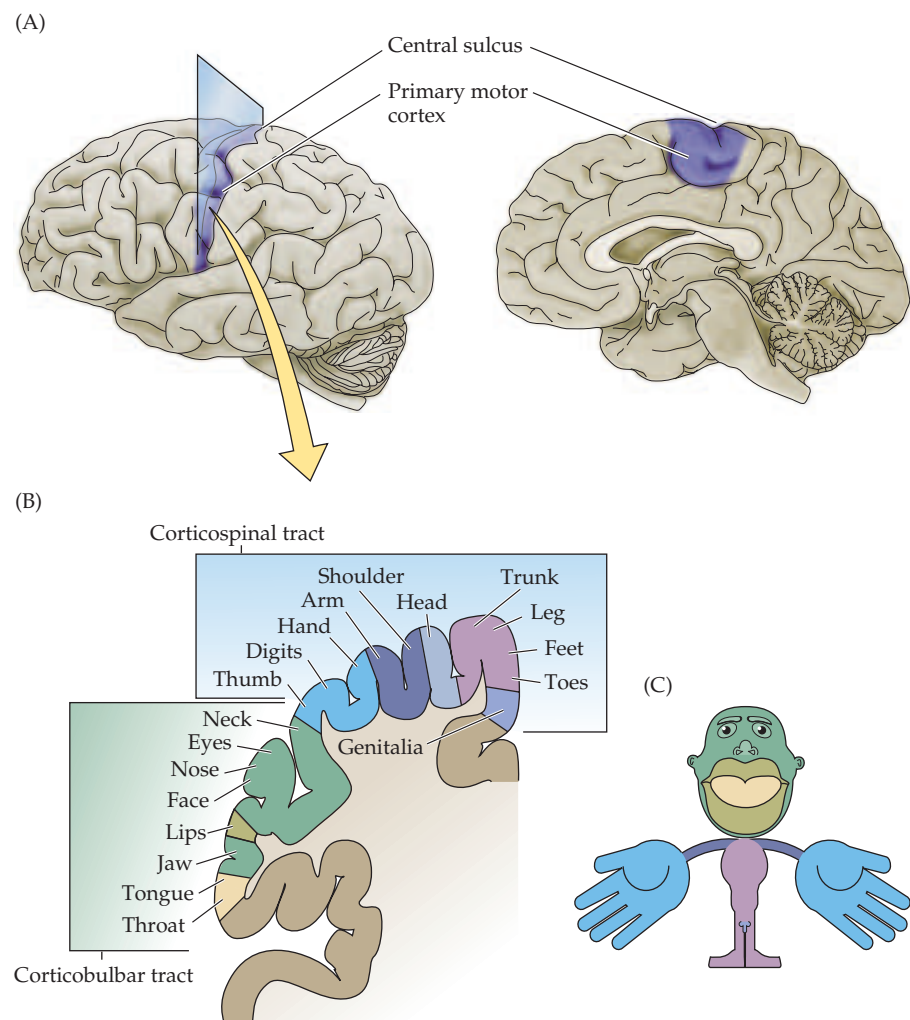 (A)
Central sulcus
Primary motor
cortex
(B)
Corticospinal tract
Shoulder
Trunk
Arm
Head
Leg
Hand
Digits
Feet
Thumb
Toes
Neck
Genitalia
Eyes
Nose
Face
Lips
Jaw
Tongue
Throat
Corticobulbar tract
(C)